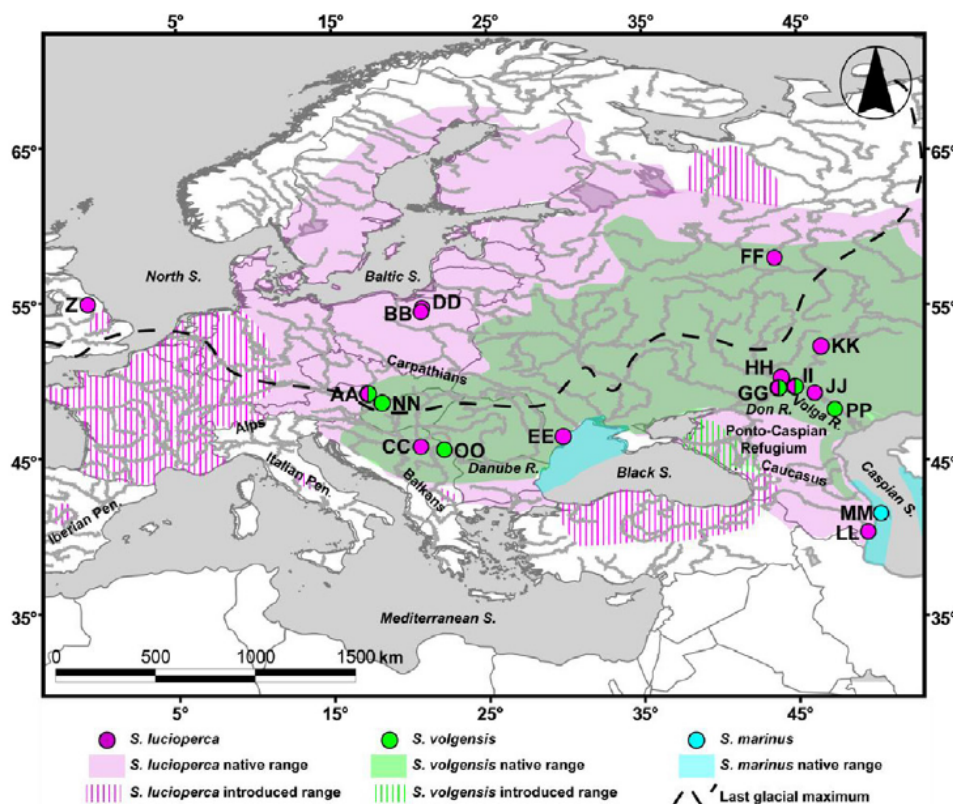 5° 15° 25° 35° 45°
65° 65°
FF
North S. Baltic S.
Z DD 55° 55°
BB
KK
Carpathians
HH II JJ
AA GG Volga R.
NN Don R. PP
Alps Ponto-Caspian
Refugium
CC OO EE
45° Danube R. Caucasus 45°
Italian Pen. Balkans Black S. Caspian S.
Iberian Pen. MM
LL
35° 35°
Mediterranean S.
0 500 1000 1500 km
5° 15° 25° 35° 45°
S. lucioperca S. volgensis S. marinus
S. lucioperca native range S. volgensis native range S. marinus native range
S. lucioperca introduced range S. volgensis introduced range Last glacial maximum